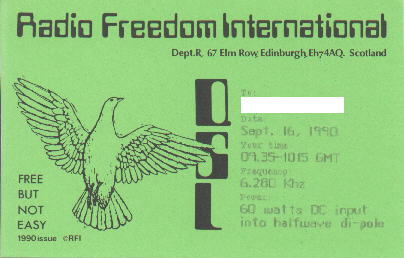 Radio Freedom International
Dept.R, 67 Elm Row, Edinburgh, Eh74AQ. Scotland
QSL
To:
Date:
Sept. 16, 1990
Your time
09.35-1015 GMT
Frequency:
6.280 Khz
Power:
60 watts DC input
into halfwave di-pole
FREE
BUT
NOT
EASY
1990 issue ©RFI